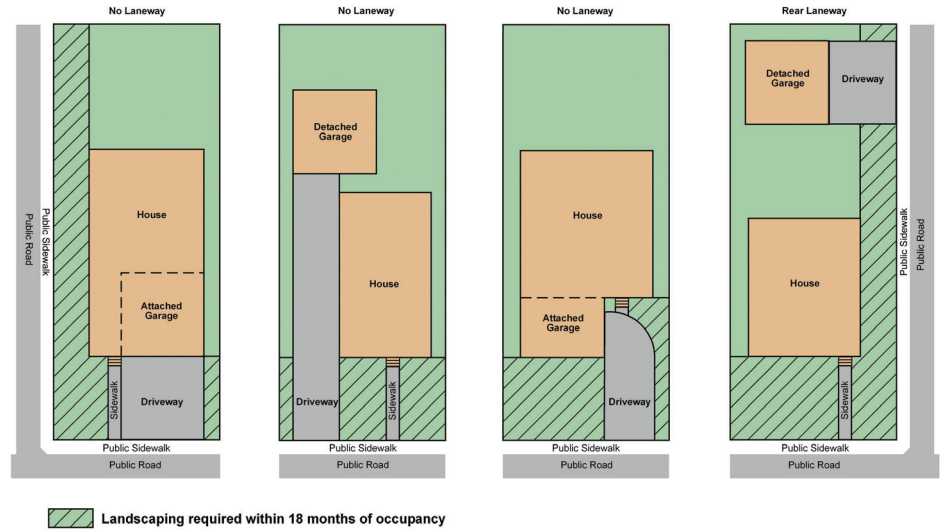 No Laneway
No Laneway
No Laneway
Rear Laneway
Public Road
Public Sidewalk
House
Attached
Garage
Sidewalk
Driveway
Public Sidewalk
Public Road
Detached
Garage
House
Driveway
Sidewalk
Public Sidewalk
Public Road
House
Attached
Garage
Driveway
Public Sidewalk
Public Road
Detached
Garage
Driveway
House
Sidewalk
Public Sidewalk
Public Road
Public Sidewalk
Public Road
Landscaping required within 18 months of occupancy